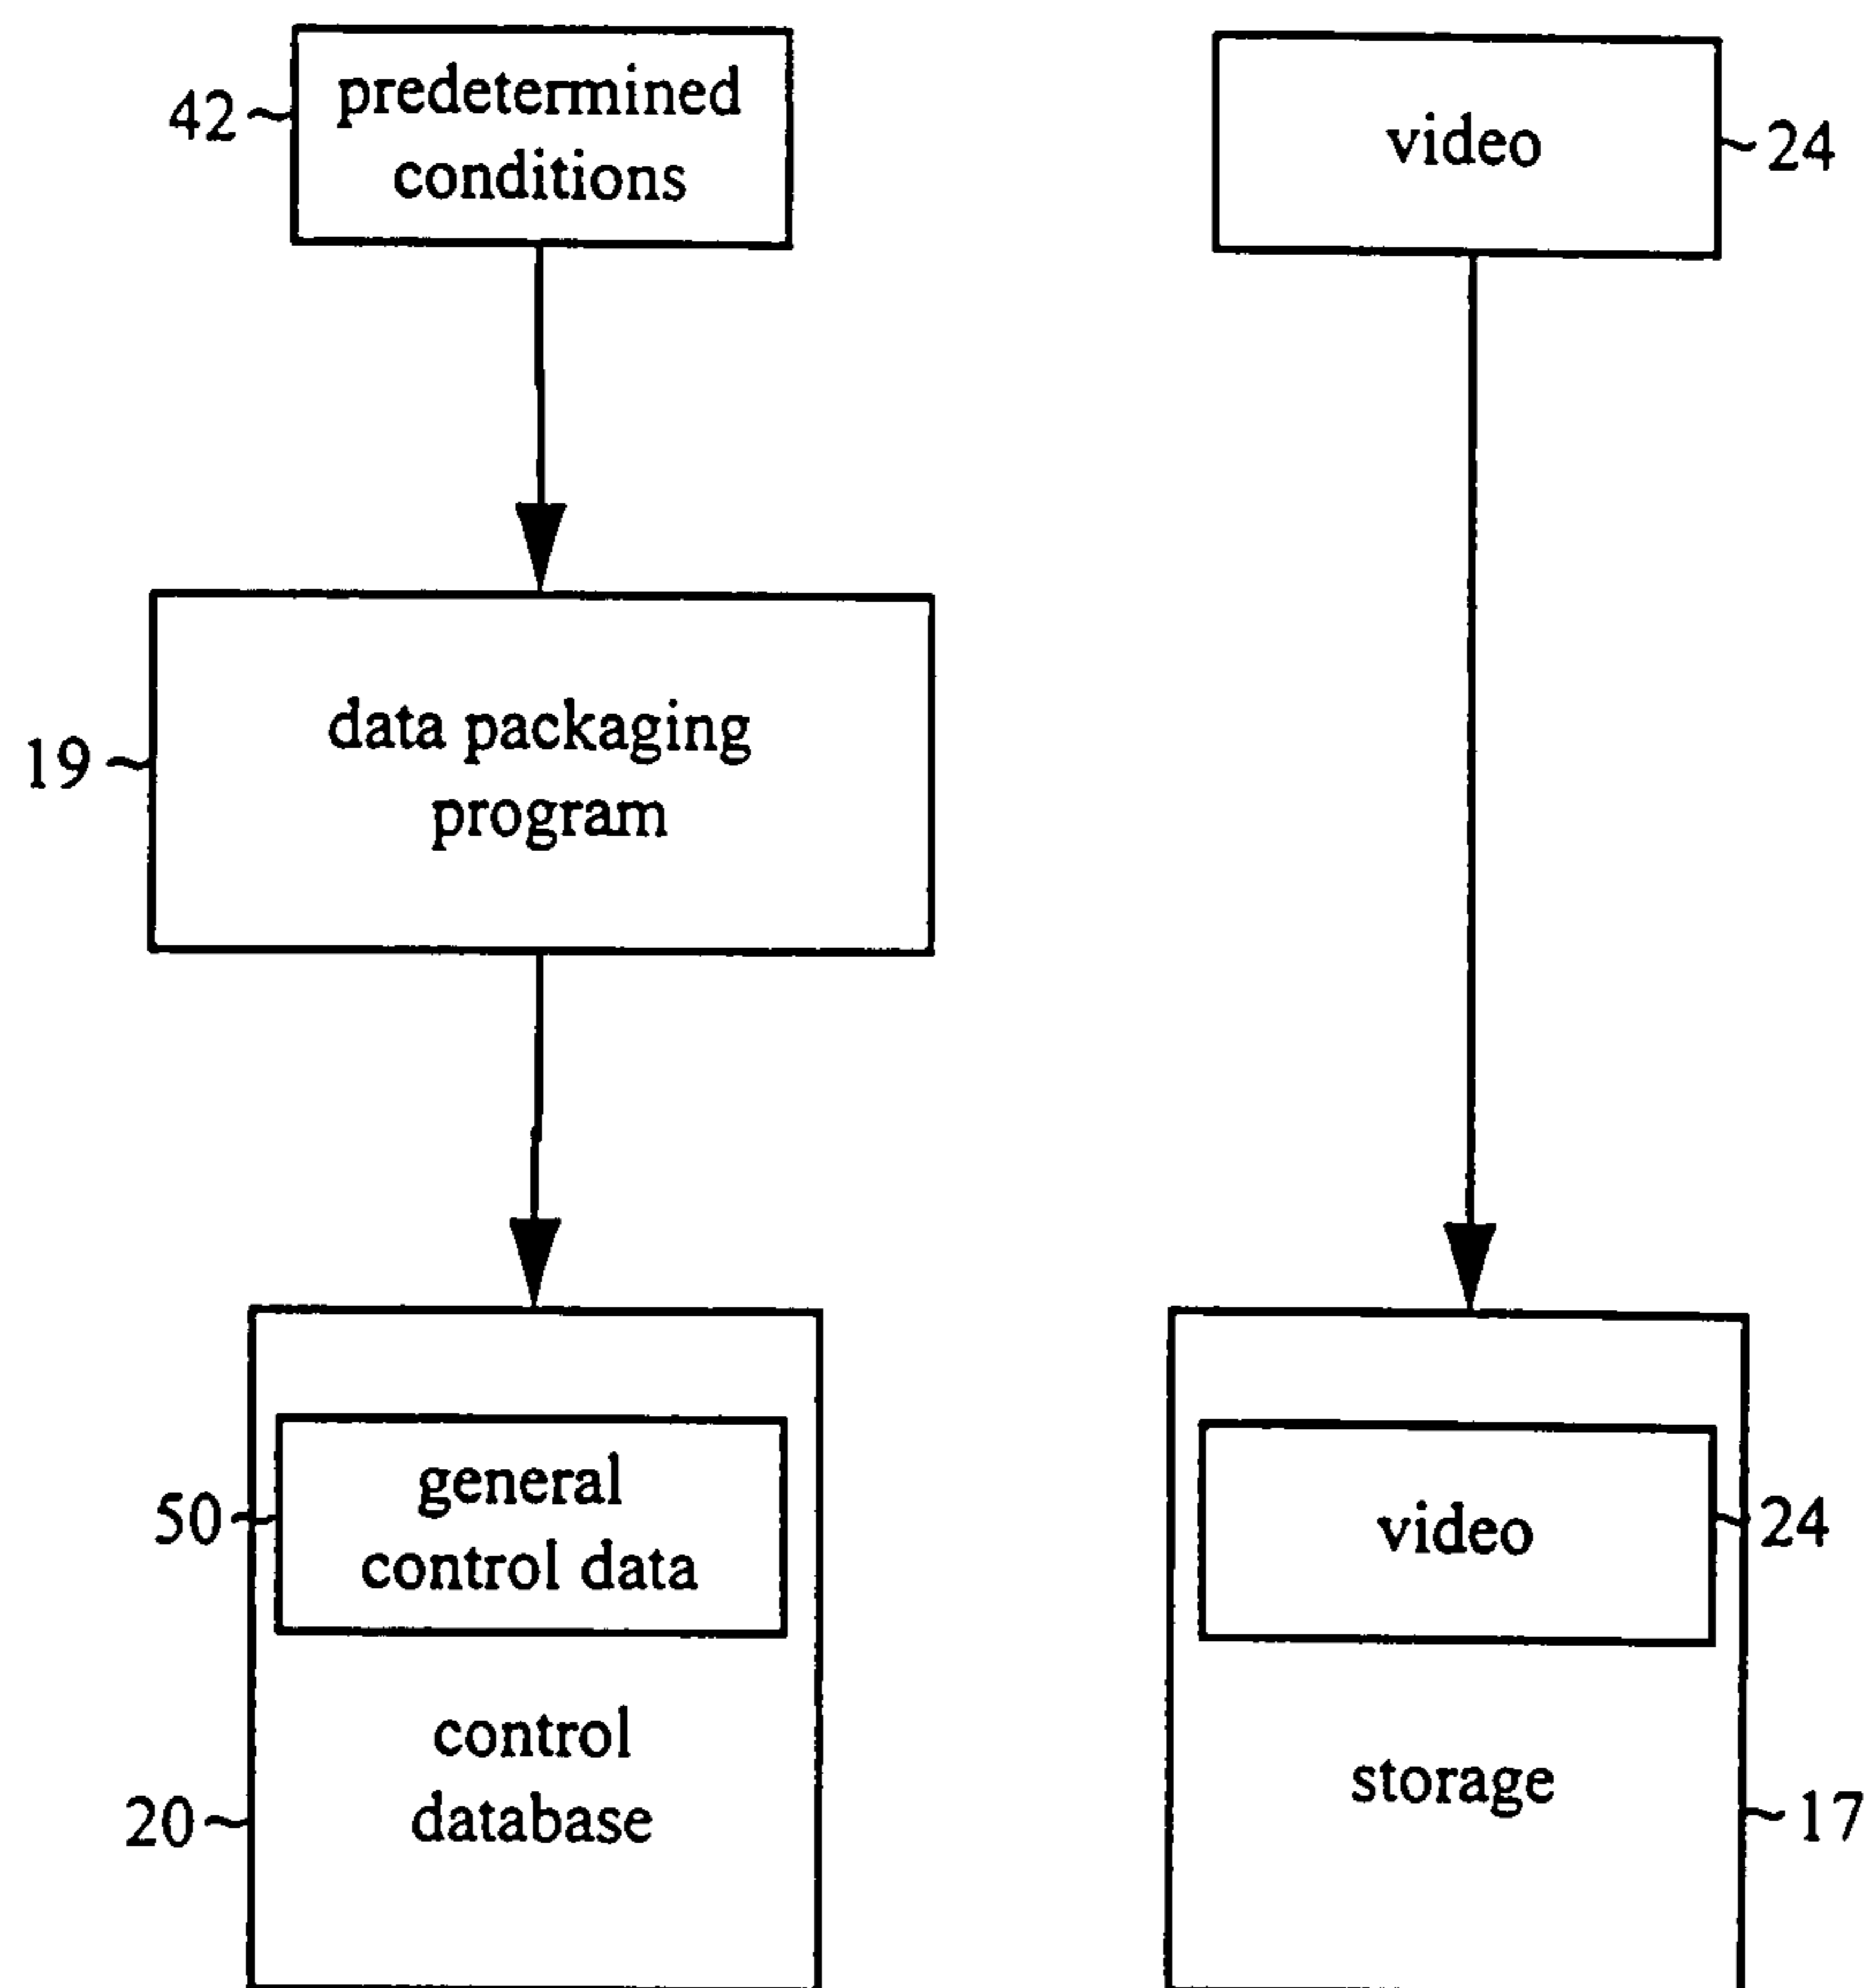 42
predetermined
conditions
video
24
19
data packaging
program
50
general
control data
control
database
20
video
24
storage
17